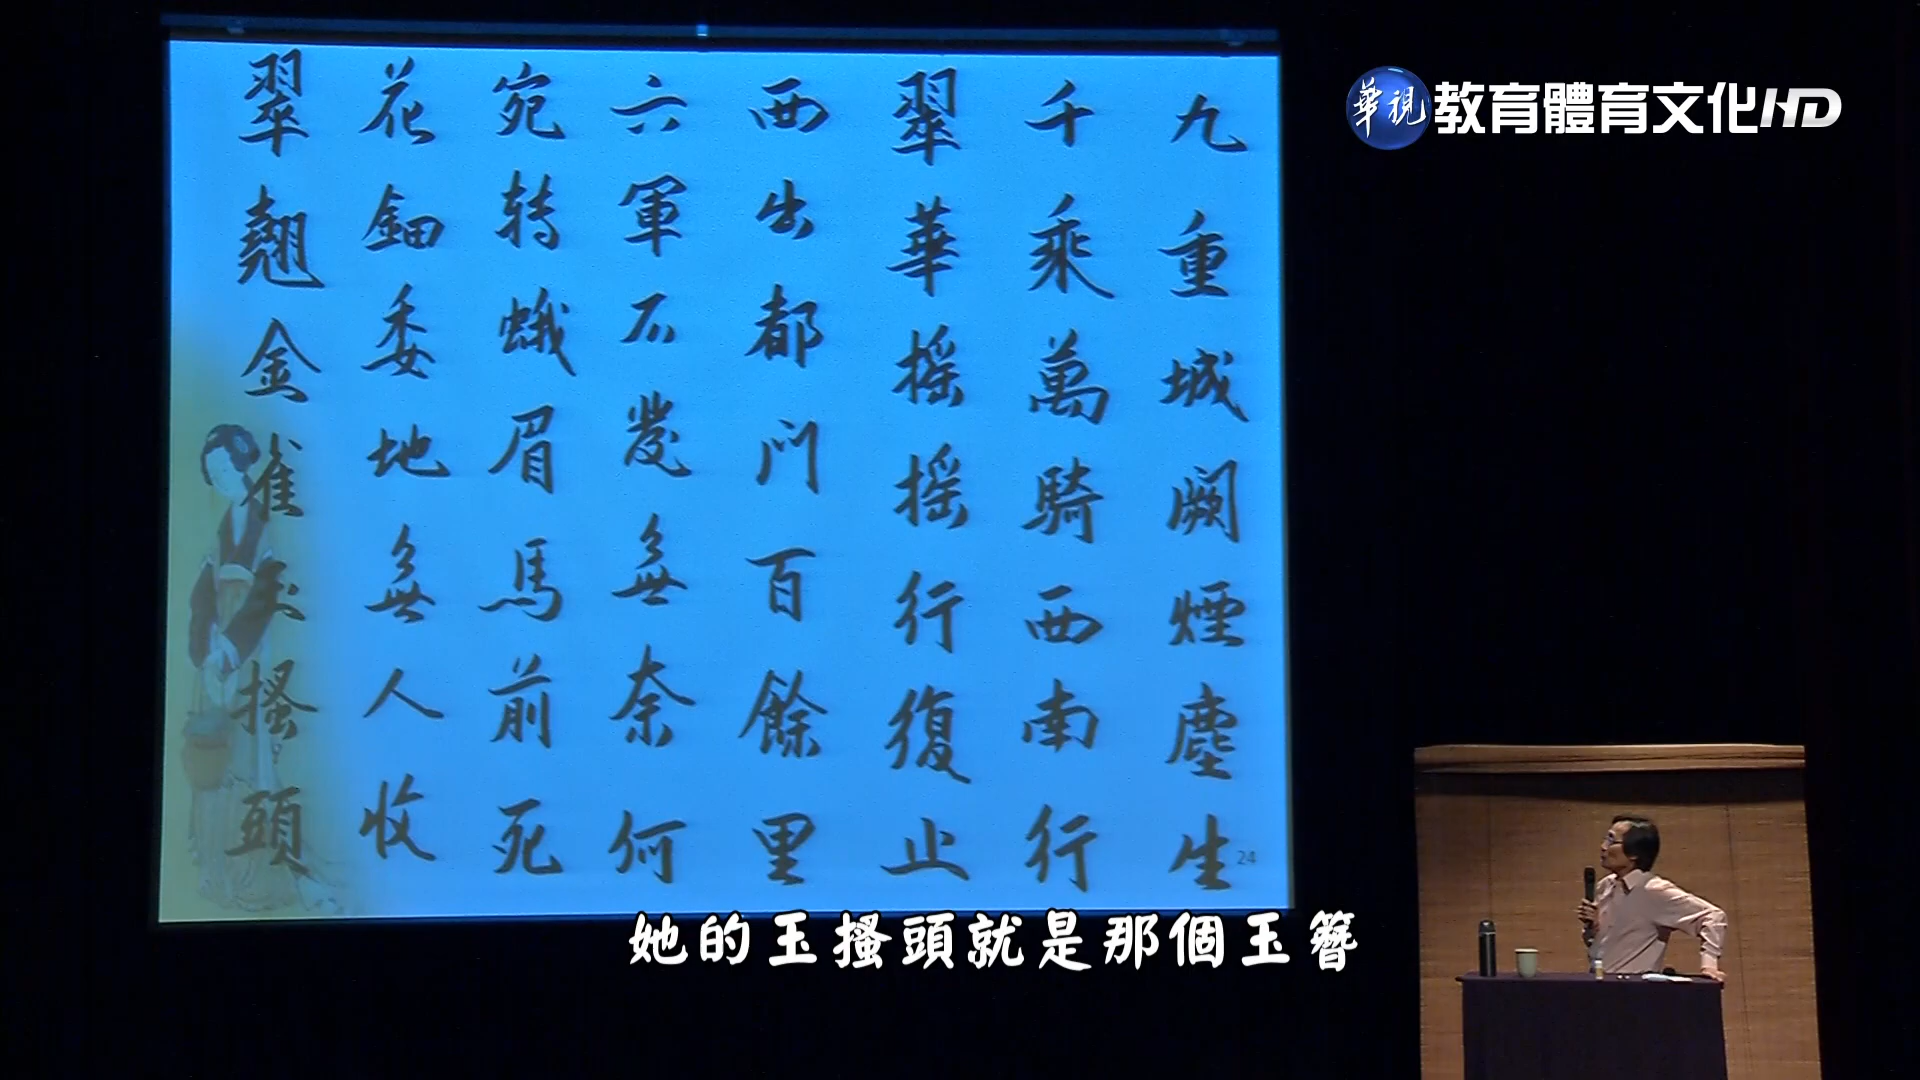 九重城闕煙塵生
千乘萬騎西南行
翠華搖搖行復止
西出都門百餘里
六軍不發無奈何
宛轉蛾眉馬前死
花鈿委地無人收
翠翹金雀玉搔頭
24
華視 教育體育文化HD
她的玉搔頭就是那個玉簪